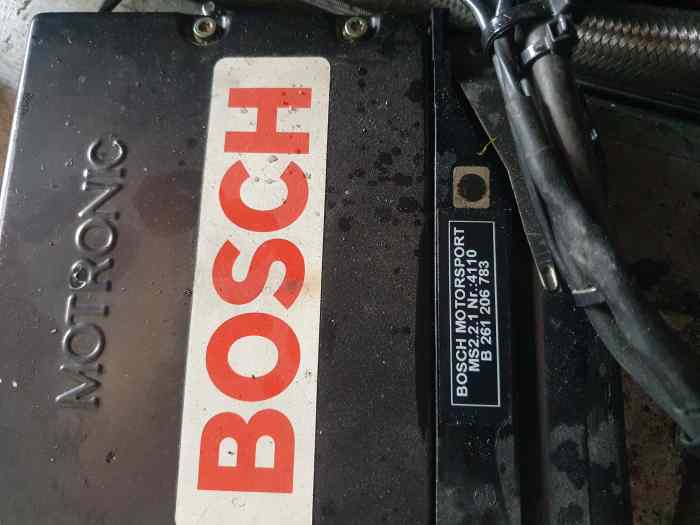 MOTRONIC
BOSCH
BOSCH MOTORSPORT
MS2.2.1 Nr.:4110
B 261 206 783